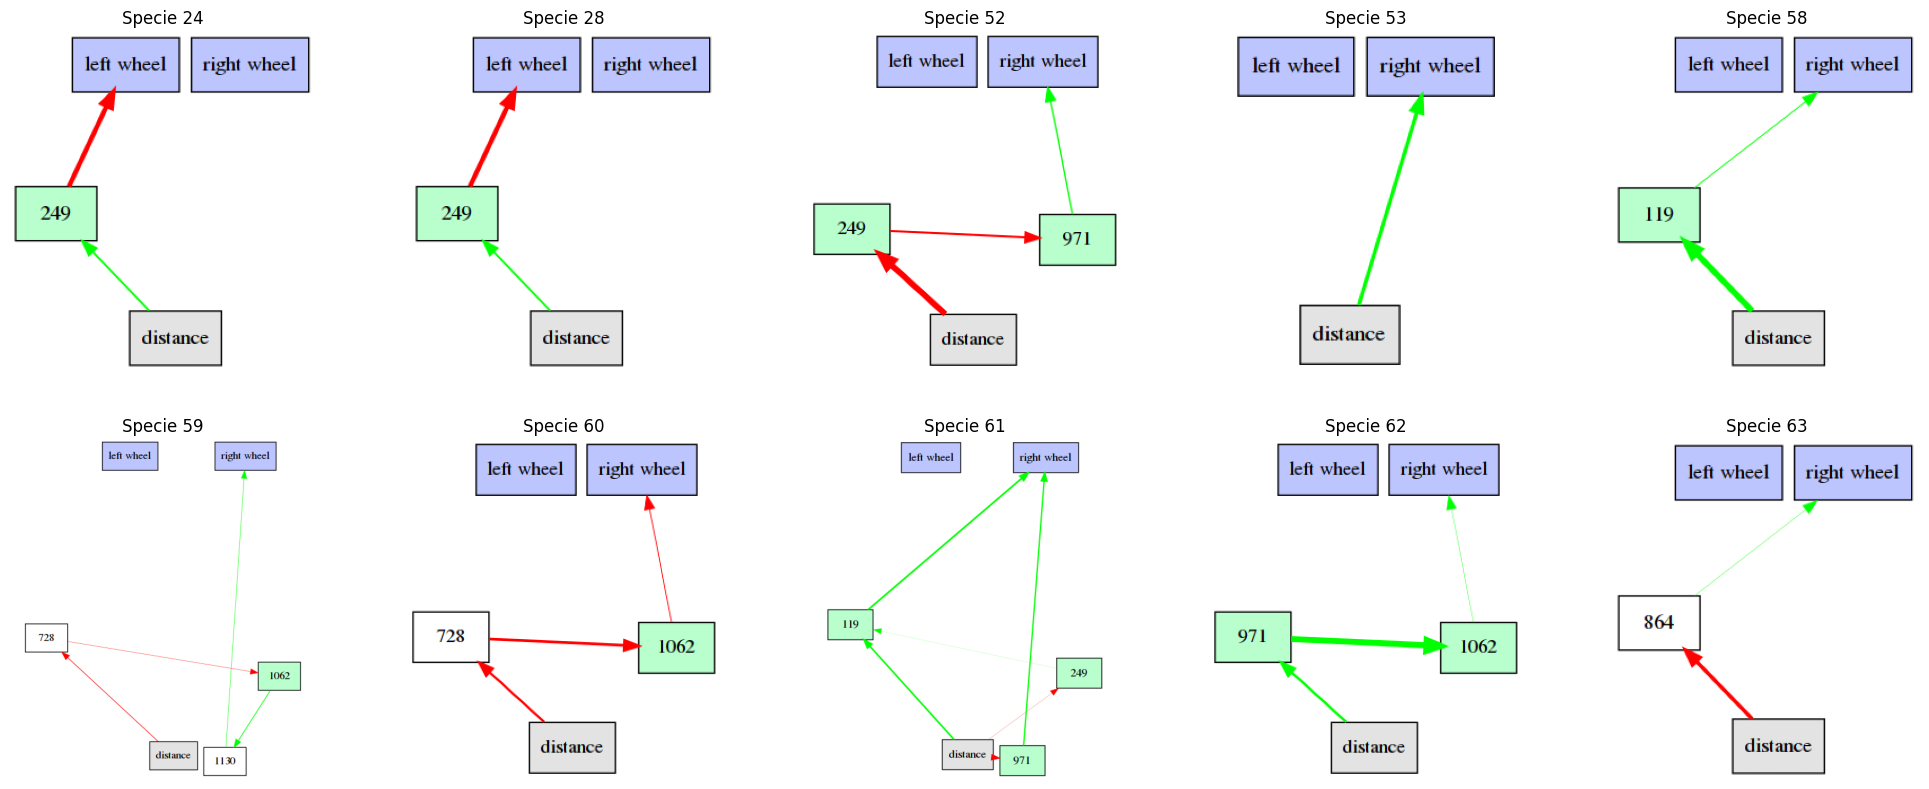 Specie 24
left wheel
right wheel
249
distance
Specie 28
left wheel
right wheel
249
distance
Specie 52
left wheel
right wheel
249
971
distance
Specie 53
left wheel
right wheel
distance
Specie 58
left wheel
right wheel
119
distance
Specie 59
left wheel
right wheel
728
1062
distance
1130
Specie 60
left wheel
right wheel
728
1062
distance
Specie 61
left wheel
right wheel
119
249
distance
971
Specie 62
left wheel
right wheel
971
1062
distance
Specie 63
left wheel
right wheel
864
distance